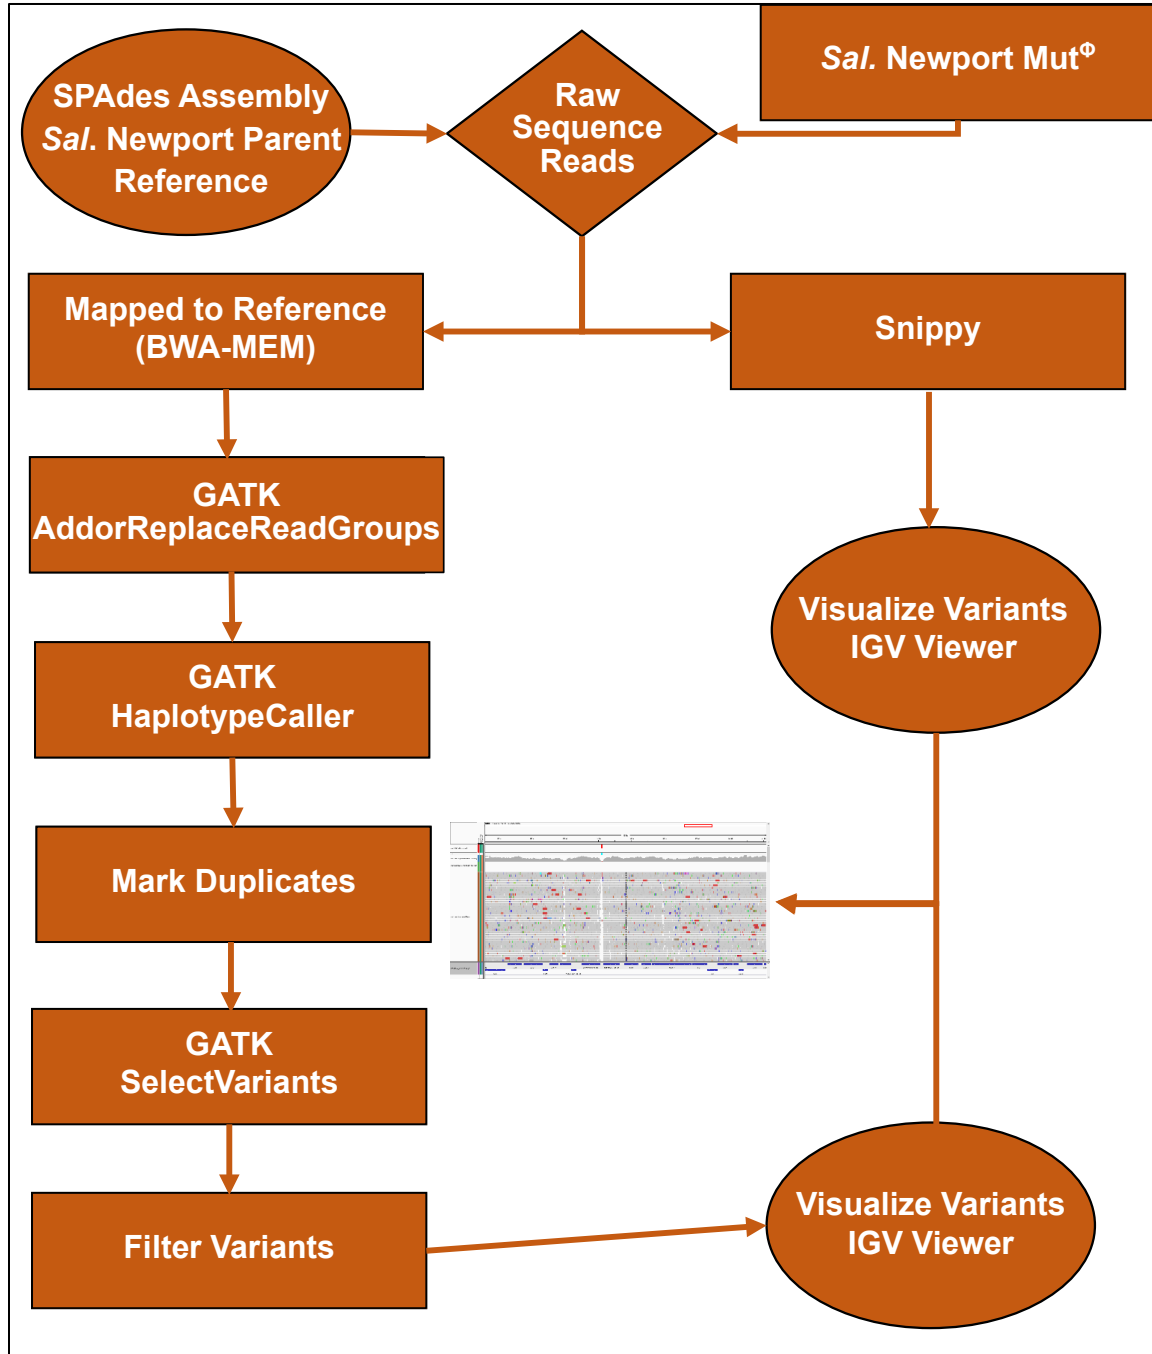 SPAdes Assembly
Sal. Newport Parent
Reference
Raw
Sequence
Reads
Sal. Newport Mut^Φ
Mapped to Reference
(BWA-MEM)
Snippy
GATK
AddorReplaceReadGroups
GATK
HaplotypeCaller
Visualize Variants
IGV Viewer
Mark Duplicates
GATK
SelectVariants
Filter Variants
Visualize Variants
IGV Viewer